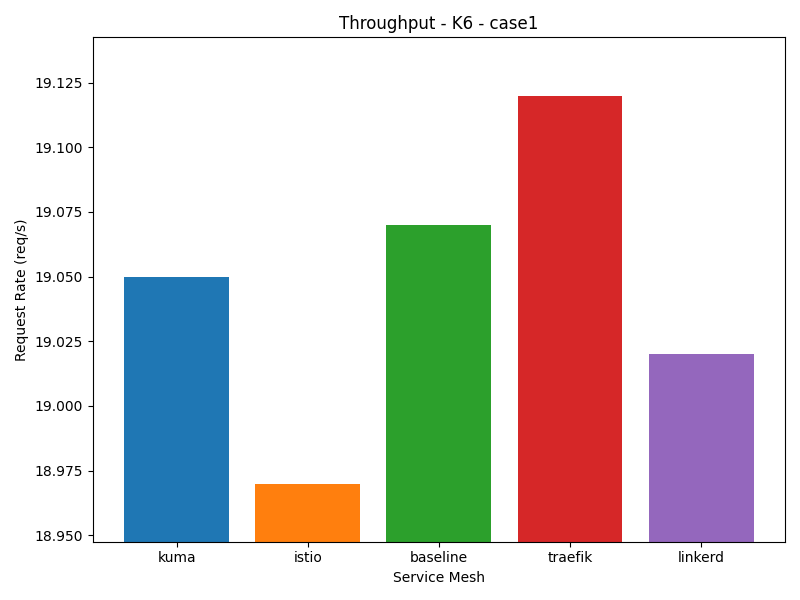 Throughput - K6 - case1
Request Rate (req/s)
19.125
19.100
19.075
19.050
19.025
19.000
18.975
18.950
kuma istio baseline traefik linkerd
Service Mesh